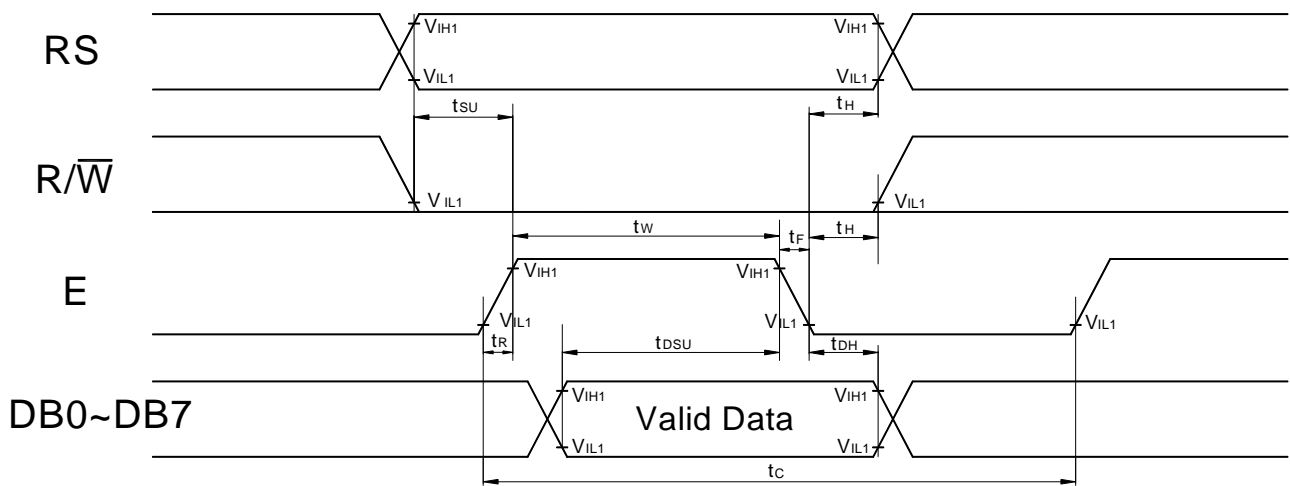 RS
VIH1
VIH1
VIL1
VIL1
tSU
tH
R/W̅
VIL1
VIL1
tW
tF
tH
E
VIH1
VIH1
VIL1
VIL1
VIL1
tR
tDSU
tDH
DB0~DB7
VIH1
Valid Data
VIH1
VIL1
VIL1
tC